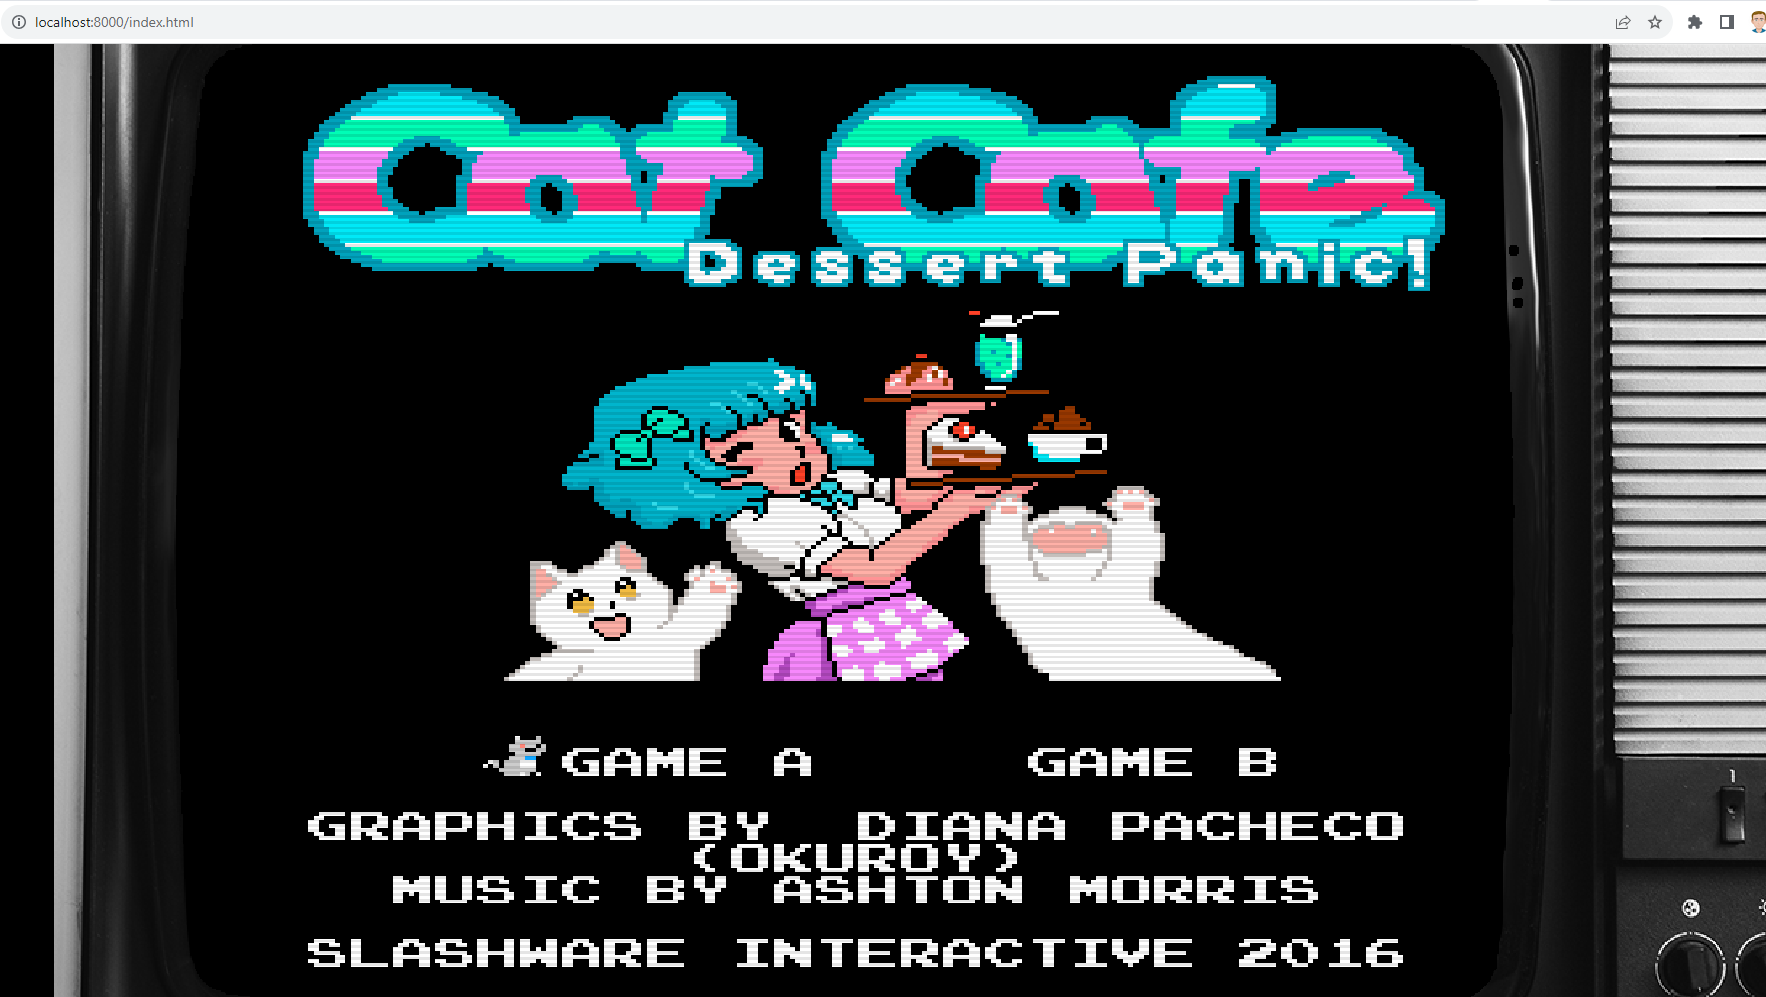 localhost:8000/index.html
Cat Cafe
Dessert Panic!
GAME A GAME B
GRAPHICS BY DIANA PACHECO
(OKUROY)
MUSIC BY ASHTON MORRIS
SLASHWARE INTERACTIVE 2016
1